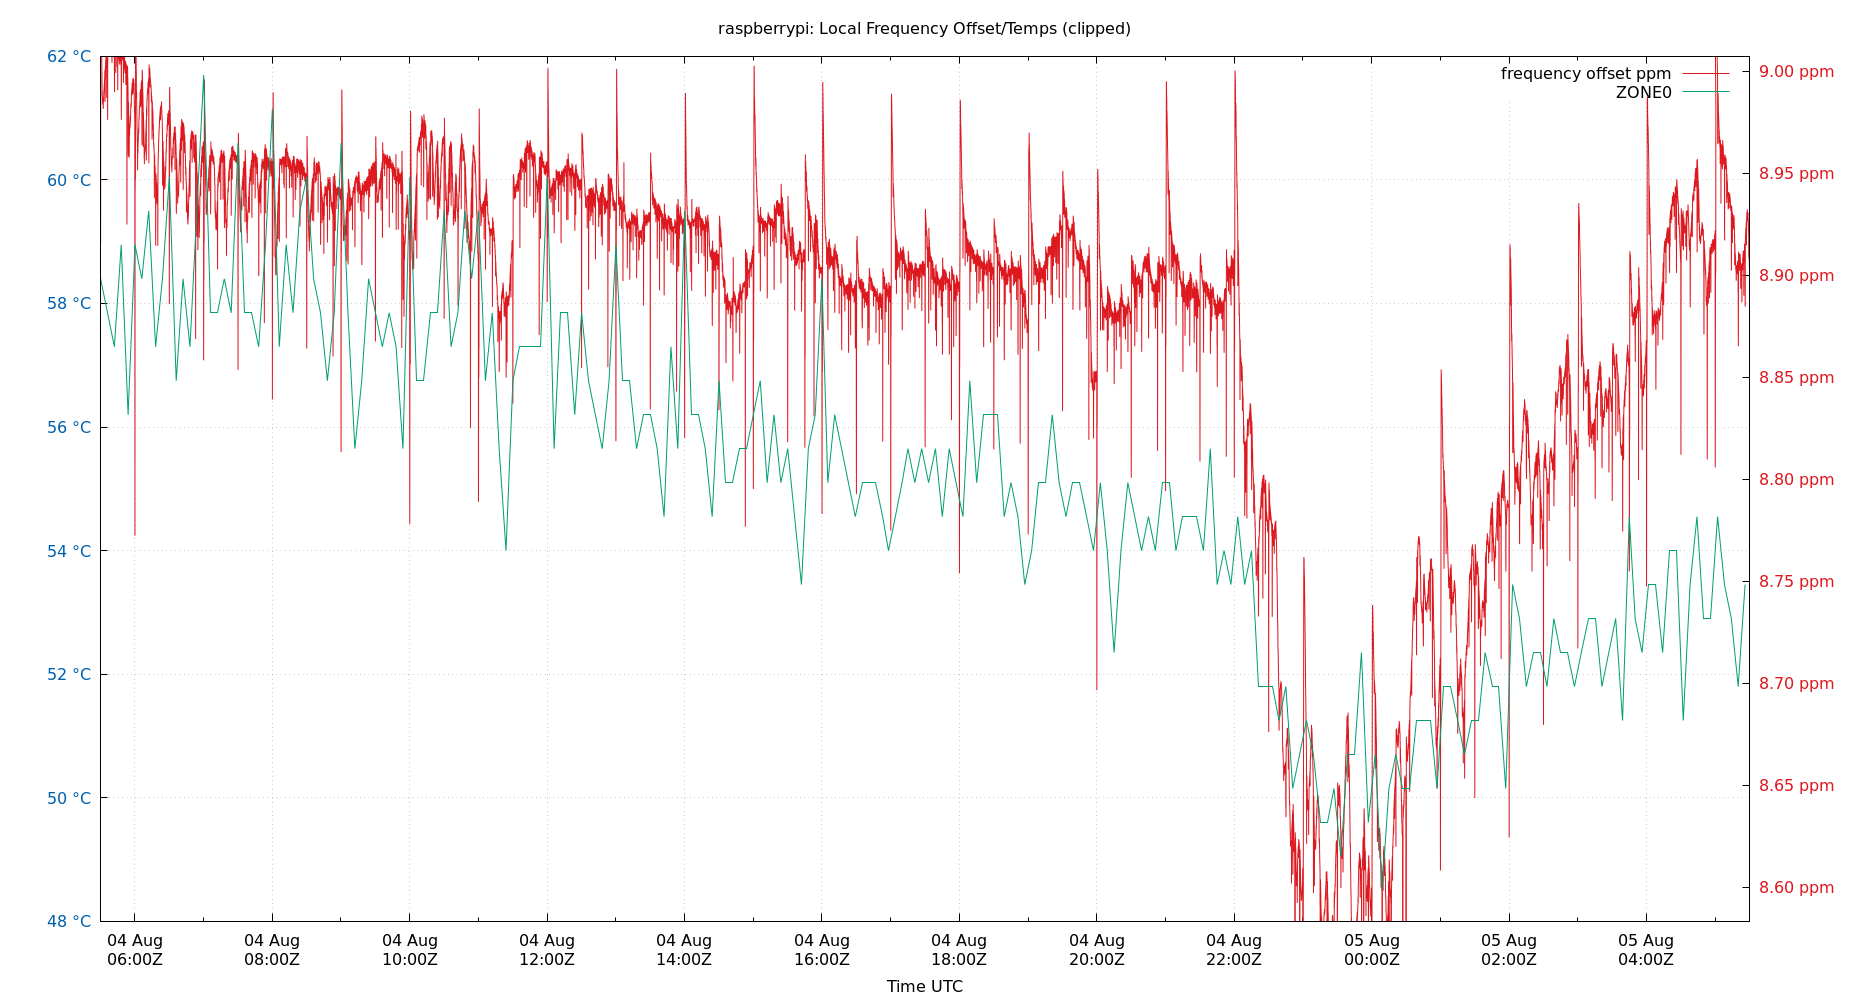 raspberrypi: Local Frequency Offset/Temps (clipped)
62 °C
60 °C
58 °C
56 °C
54 °C
52 °C
50 °C
48 °C
frequency offset ppm
ZONE0
9.00 ppm
8.95 ppm
8.90 ppm
8.85 ppm
8.80 ppm
8.75 ppm
8.70 ppm
8.65 ppm
8.60 ppm
04 Aug
06:00Z
04 Aug
08:00Z
04 Aug
10:00Z
04 Aug
12:00Z
04 Aug
14:00Z
04 Aug
16:00Z
04 Aug
18:00Z
04 Aug
20:00Z
04 Aug
22:00Z
05 Aug
00:00Z
05 Aug
02:00Z
05 Aug
04:00Z
Time UTC